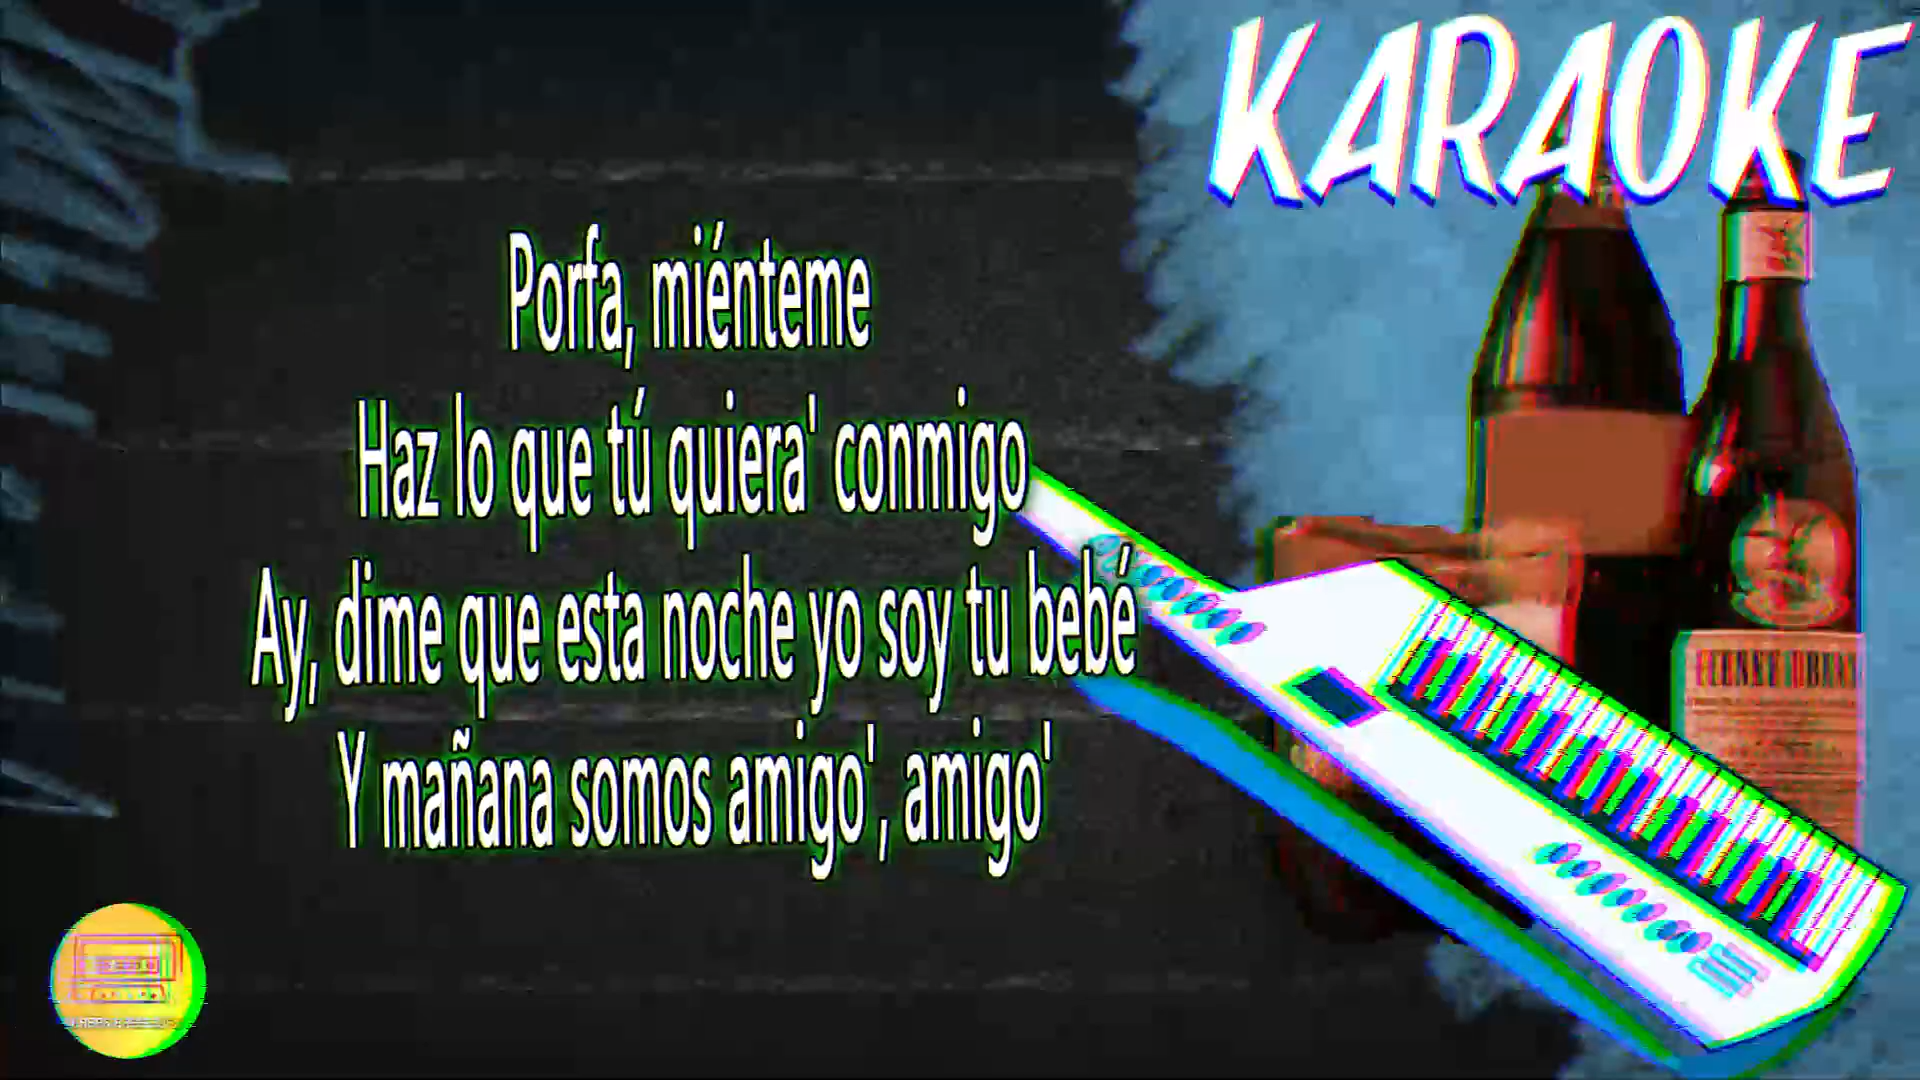 KARAOKE
Porfa, miénteme
Haz lo que tú quiera' conmigo
Ay, dime que esta noche yo soy tu bebé
Y mañana somos amigo', amigo'